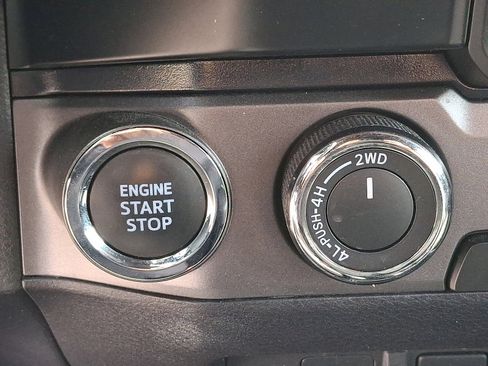 ENGINE
START
STOP
2WD
4L-PUSH-4H